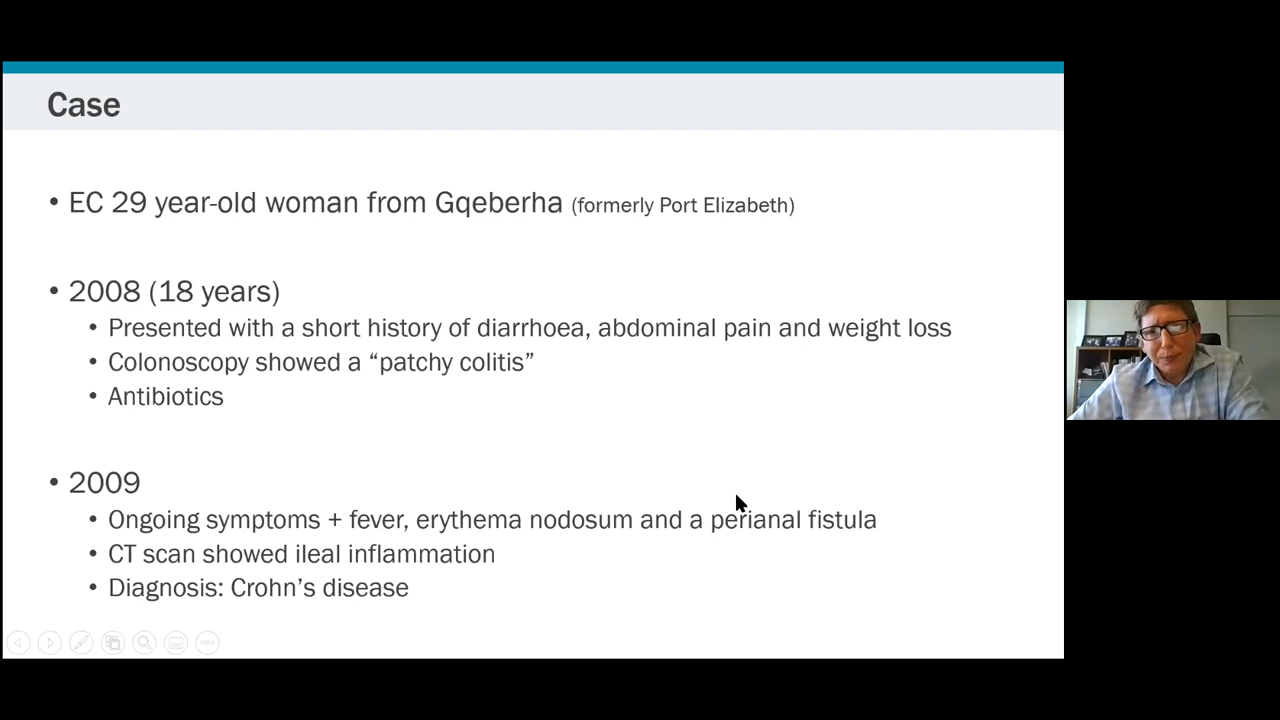 Case
• EC 29 year-old woman from Gqeberha (formerly Port Elizabeth)
• 2008 (18 years)
• Presented with a short history of diarrhoea, abdominal pain and weight loss
• Colonoscopy showed a “patchy colitis”
• Antibiotics
• 2009
• Ongoing symptoms + fever, erythema nodosum and a perianal fistula
• CT scan showed ileal inflammation
• Diagnosis: Crohn’s disease